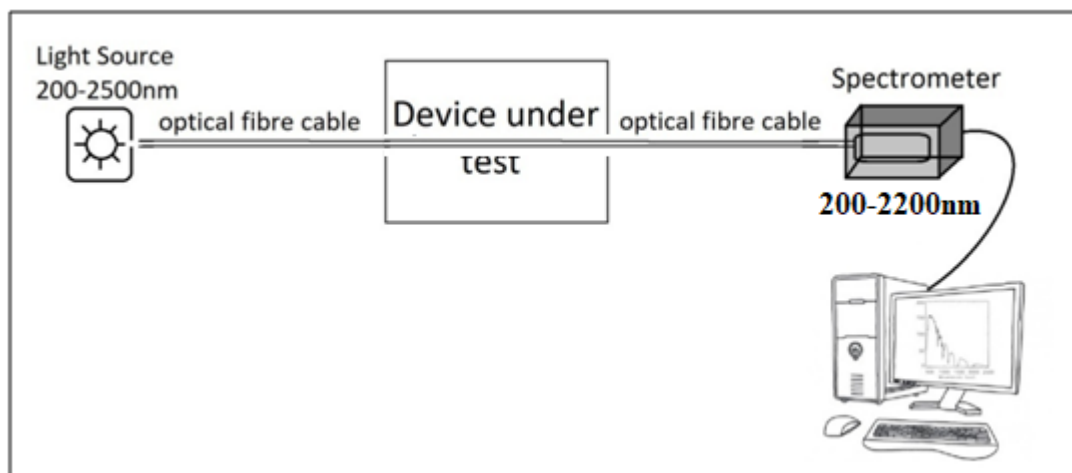 Light Source
200-2500nm
optical fibre cable
Device under
test
optical fibre cable
Spectrometer
200-2200nm